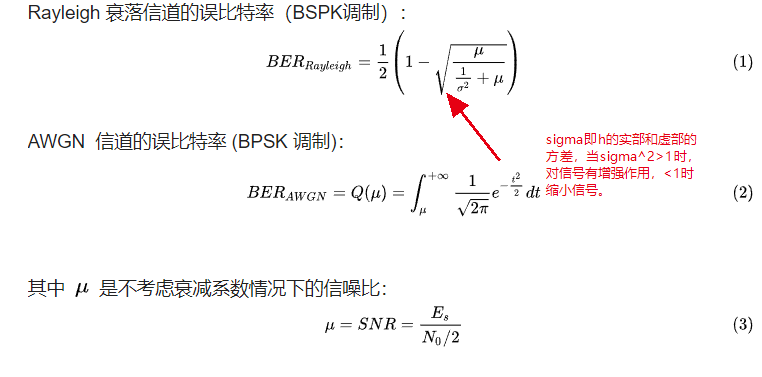 Rayleigh 衰落信道的误比特率（BSPK调制）:
BER_{Rayleigh} = \frac{1}{2}\left(1-\sqrt{\frac{\mu}{\frac{1}{\sigma^2}+\mu}}\right) (1)
AWGN 信道的误比特率 (BPSK 调制):
sigma即h的实部和虚部的
方差，当sigma^2>1时，
对信号有增强作用，<1时
缩小信号。
BER_{AWGN} = Q(\mu) = \int_{\mu}^{+\infty} \frac{1}{\sqrt{2\pi}} e^{-\frac{t^2}{2}} dt (2)
其中 μ 是不考虑衰减系数情况下的信噪比:
\mu = SNR = \frac{E_s}{N_0/2} (3)